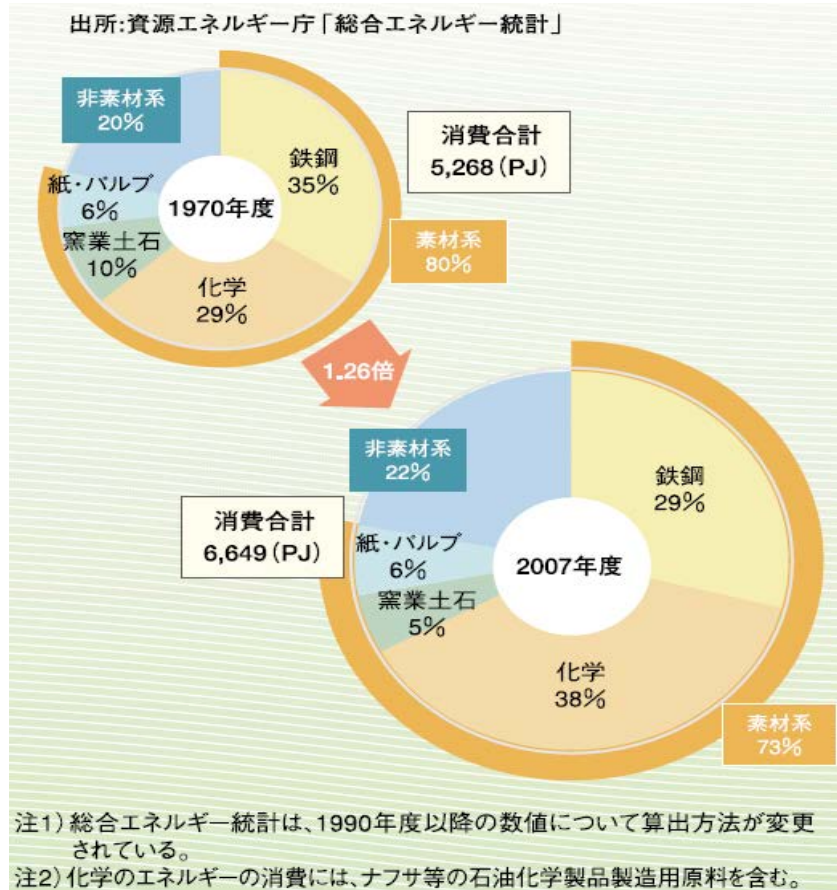 出所:資源エネルギー庁「総合エネルギー統計」
非素材系
20%
鉄鋼
35%
消費合計
5,268(PJ)
紙・パルプ
6%
1970年度
窯業土石
10%
素材系
80%
化学
29%
1.26倍
非素材系
22%
鉄鋼
29%
消費合計
6,649(PJ)
紙・パルプ
6%
2007年度
窯業土石
5%
化学
38%
素材系
73%
注1)総合エネルギー統計は、1990年度以降の数値について算出方法が変更
されている。
注2)化学のエネルギーの消費には、ナフサ等の石油化学製品製造用原料を含む。